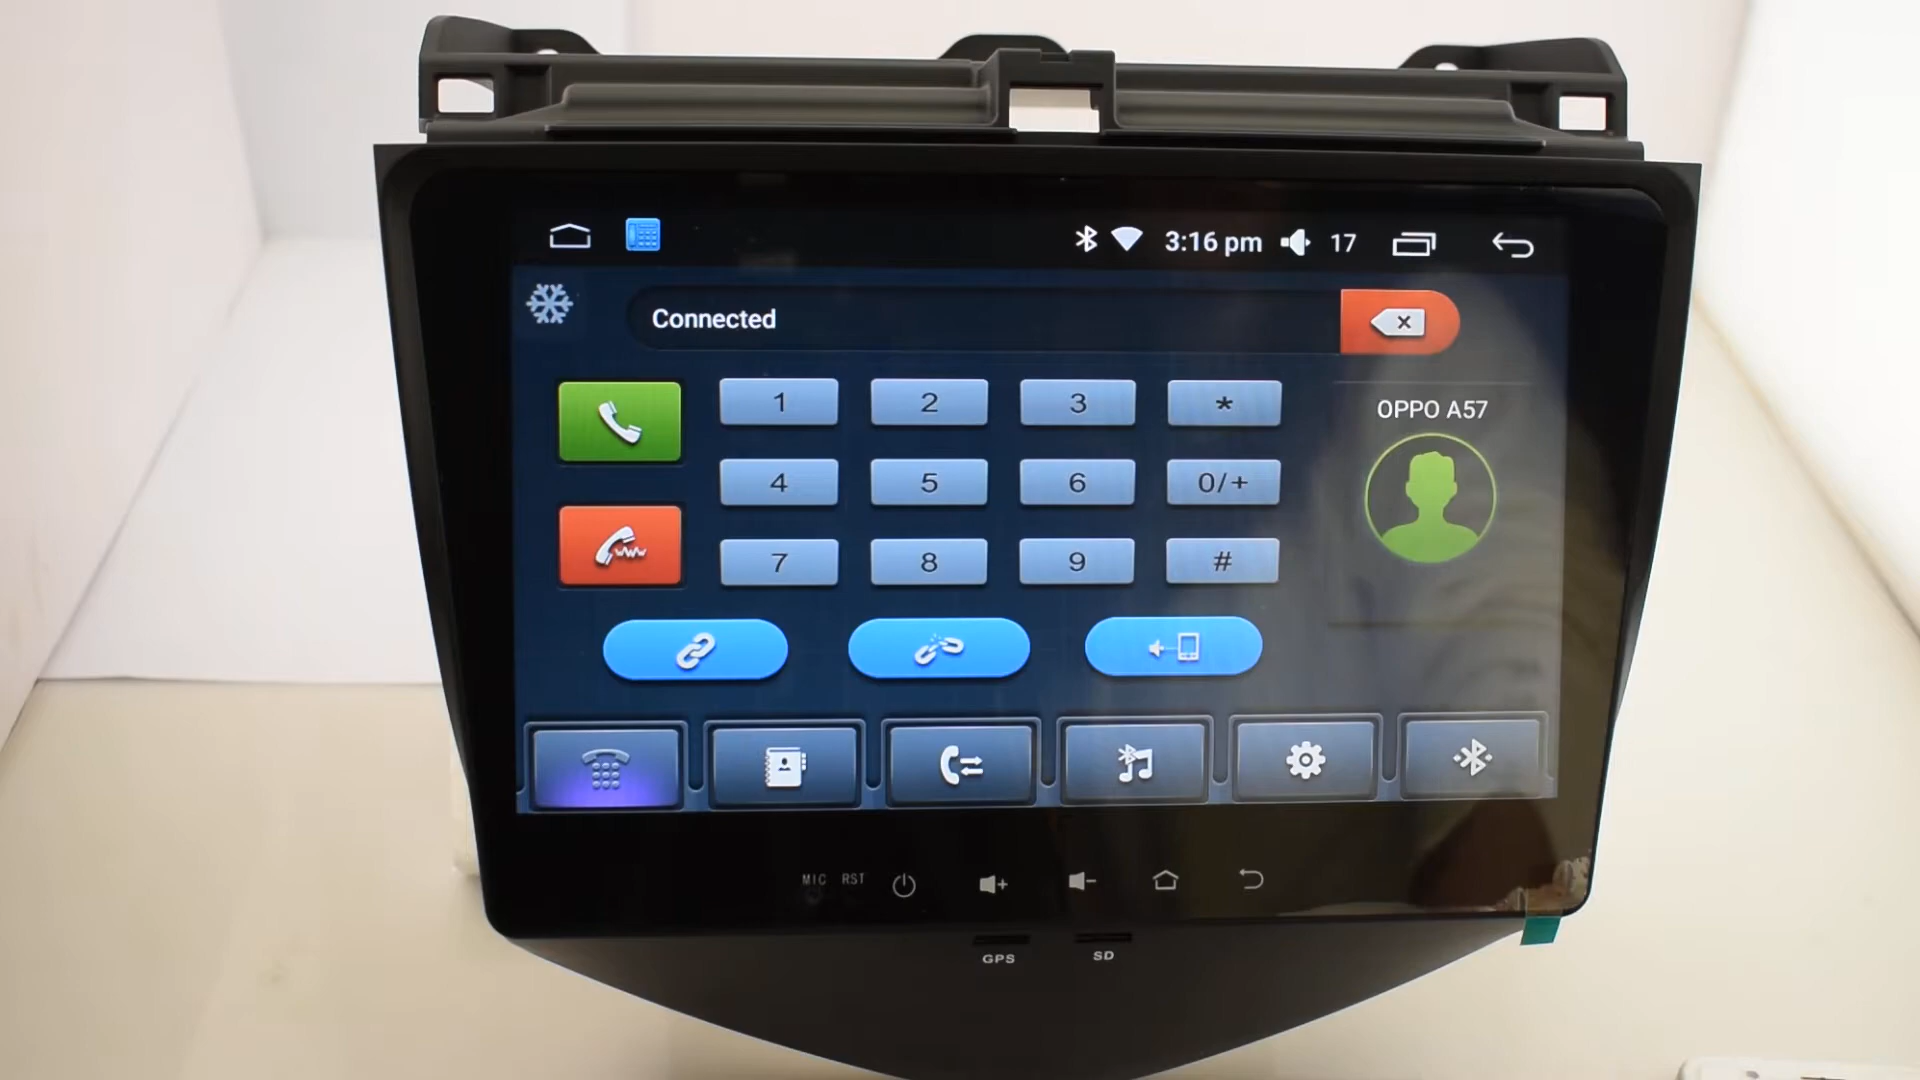 3:16 pm 17
Connected
OPPO A57
1 2 3 *
4 5 6 0/+
7 8 9 #
MIC RST
GPS SD